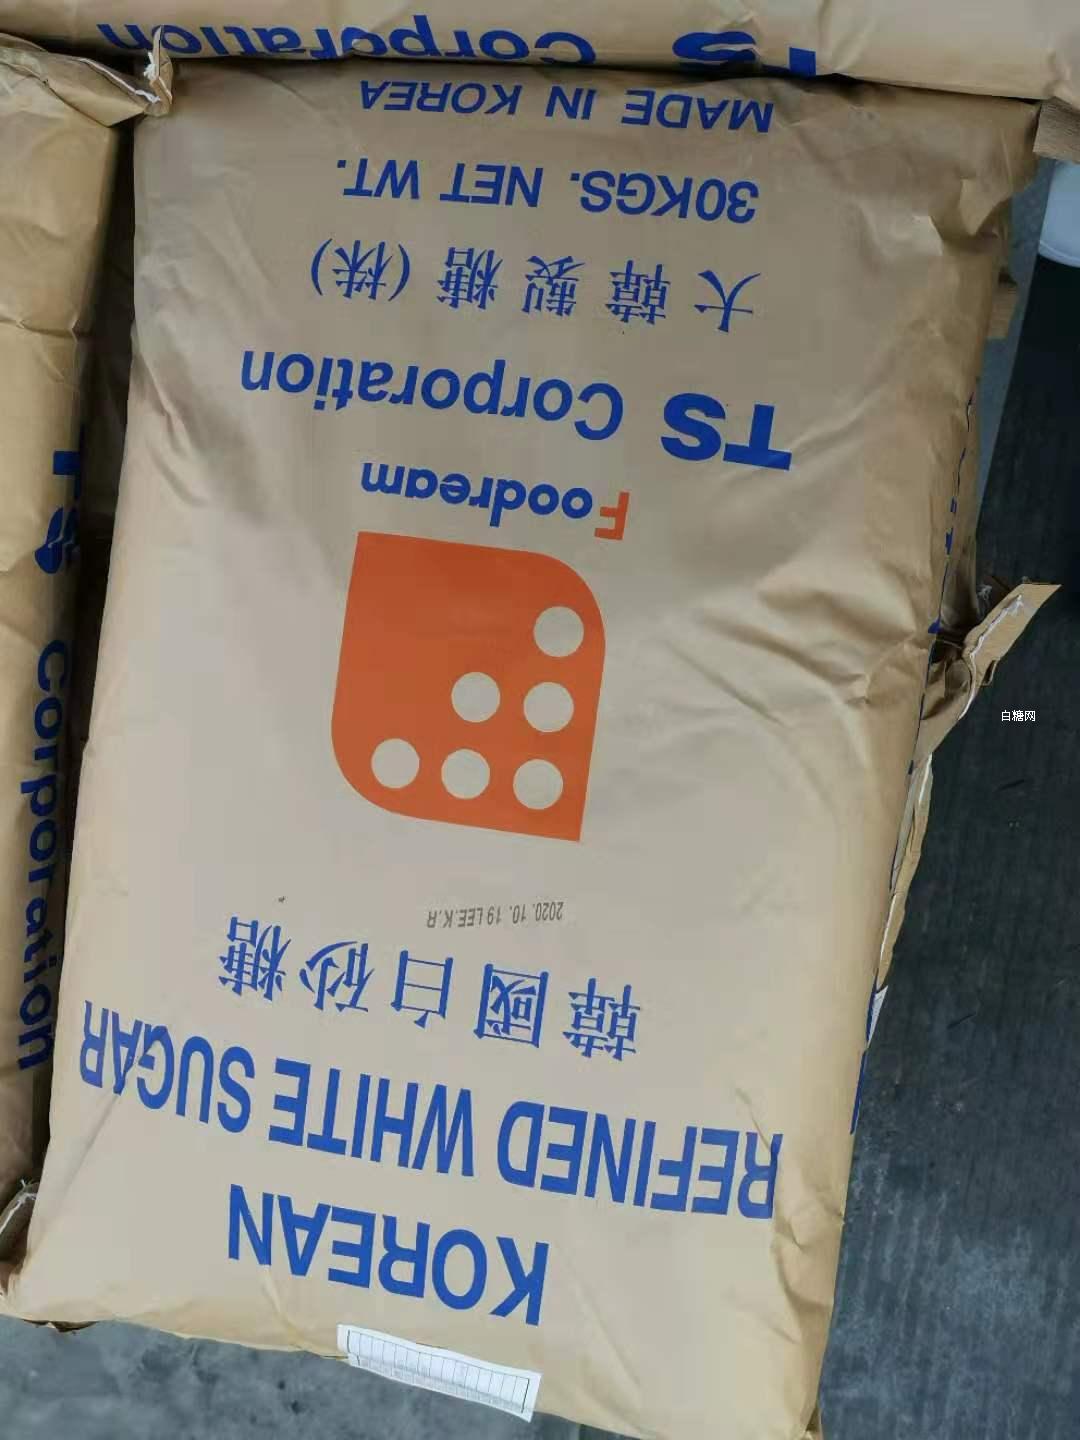 KOREAN
REFINED WHITE SUGAR
韓國白砂糖
2020. 10. 19 LEE.K.R
Foodream
TS Corporation
大韓製糖(株)
30KGS. NET WT.
MADE IN KOREA
TS Corporation
TS Corporation
白糖网